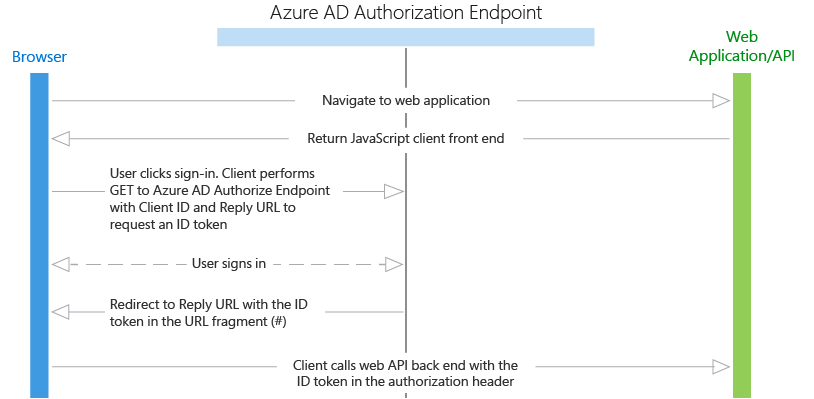 Azure AD Authorization Endpoint
Browser
Web
Application/API
Navigate to web application
Return JavaScript client front end
User clicks sign-in. Client performs
GET to Azure AD Authorize Endpoint
with Client ID and Reply URL to
request an ID token
User signs in
Redirect to Reply URL with the ID
token in the URL fragment (#)
Client calls web API back end with the
ID token in the authorization header